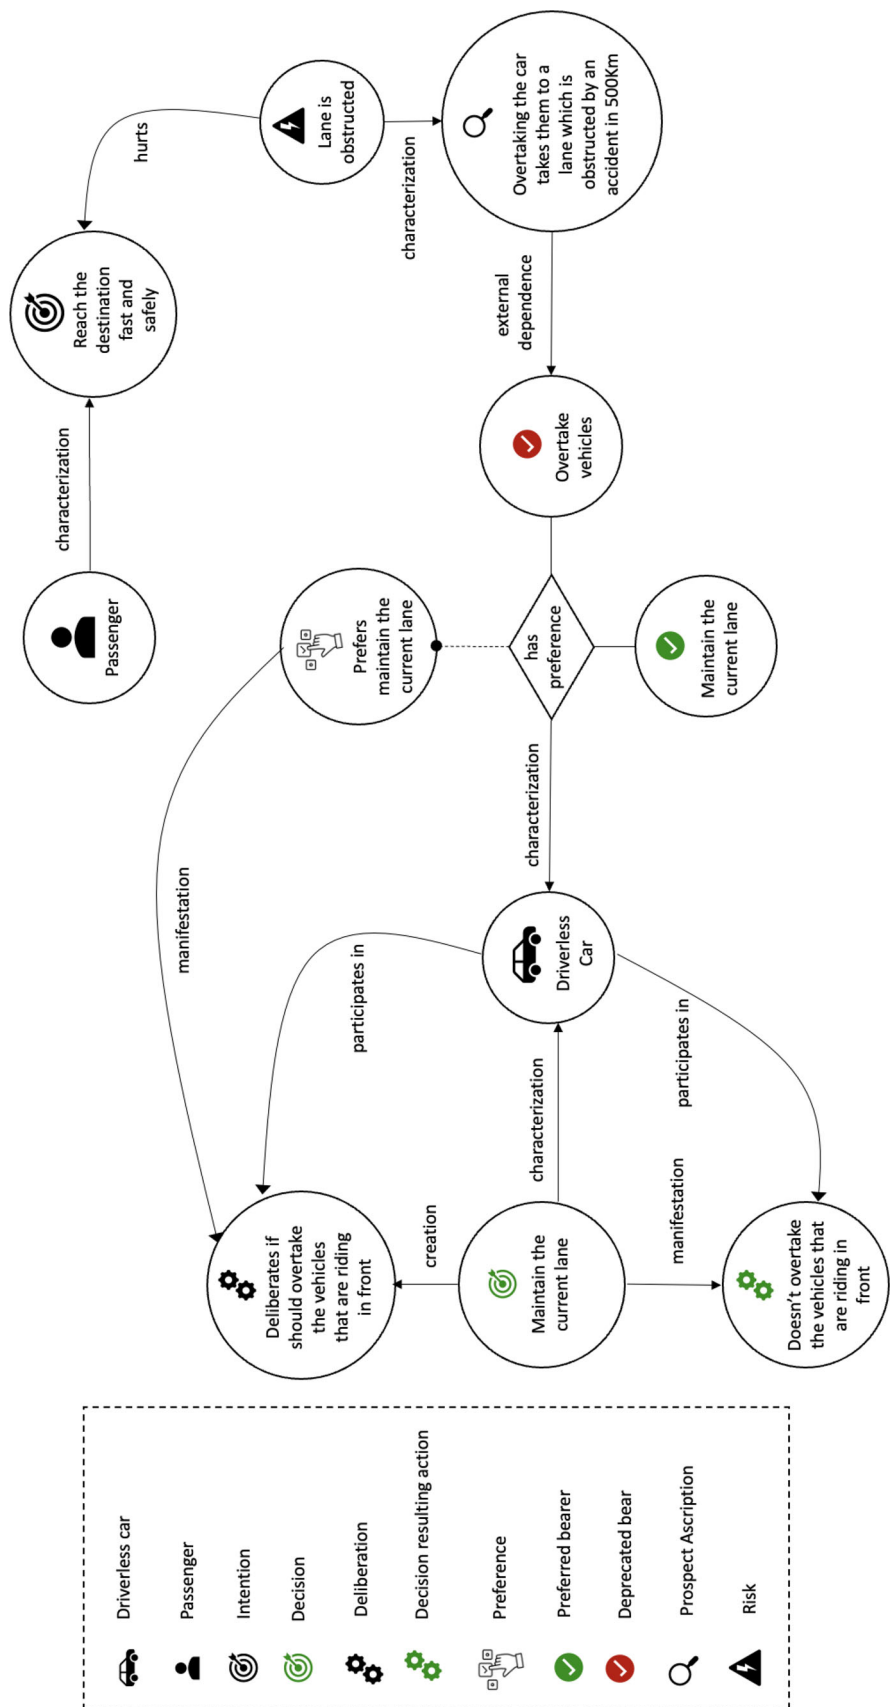 Driverless car
Passenger
Intention
Decision
Deliberation
Decision resulting action
Preference
Preferred bearer
Deprecated bear
Prospect Ascription
Risk
Deliberates if
should overtake
the vehicles
that are riding
in front
creation
Maintain the
current lane
manifestation
Doesn't overtake
the vehicles that
are riding in
front
characterization
participates in
participates in
Driverless
Car
manifestation
characterization
Passenger
Prefers
maintain the
current lane
has
preference
Maintain the
current lane
characterization
Overtake
vehicles
Reach the
destination
fast and
safely
external
dependence
hurts
characterization
Lane is
obstructed
Overtaking the car
takes them to a
lane which is
obstructed by an
accident in 500Km